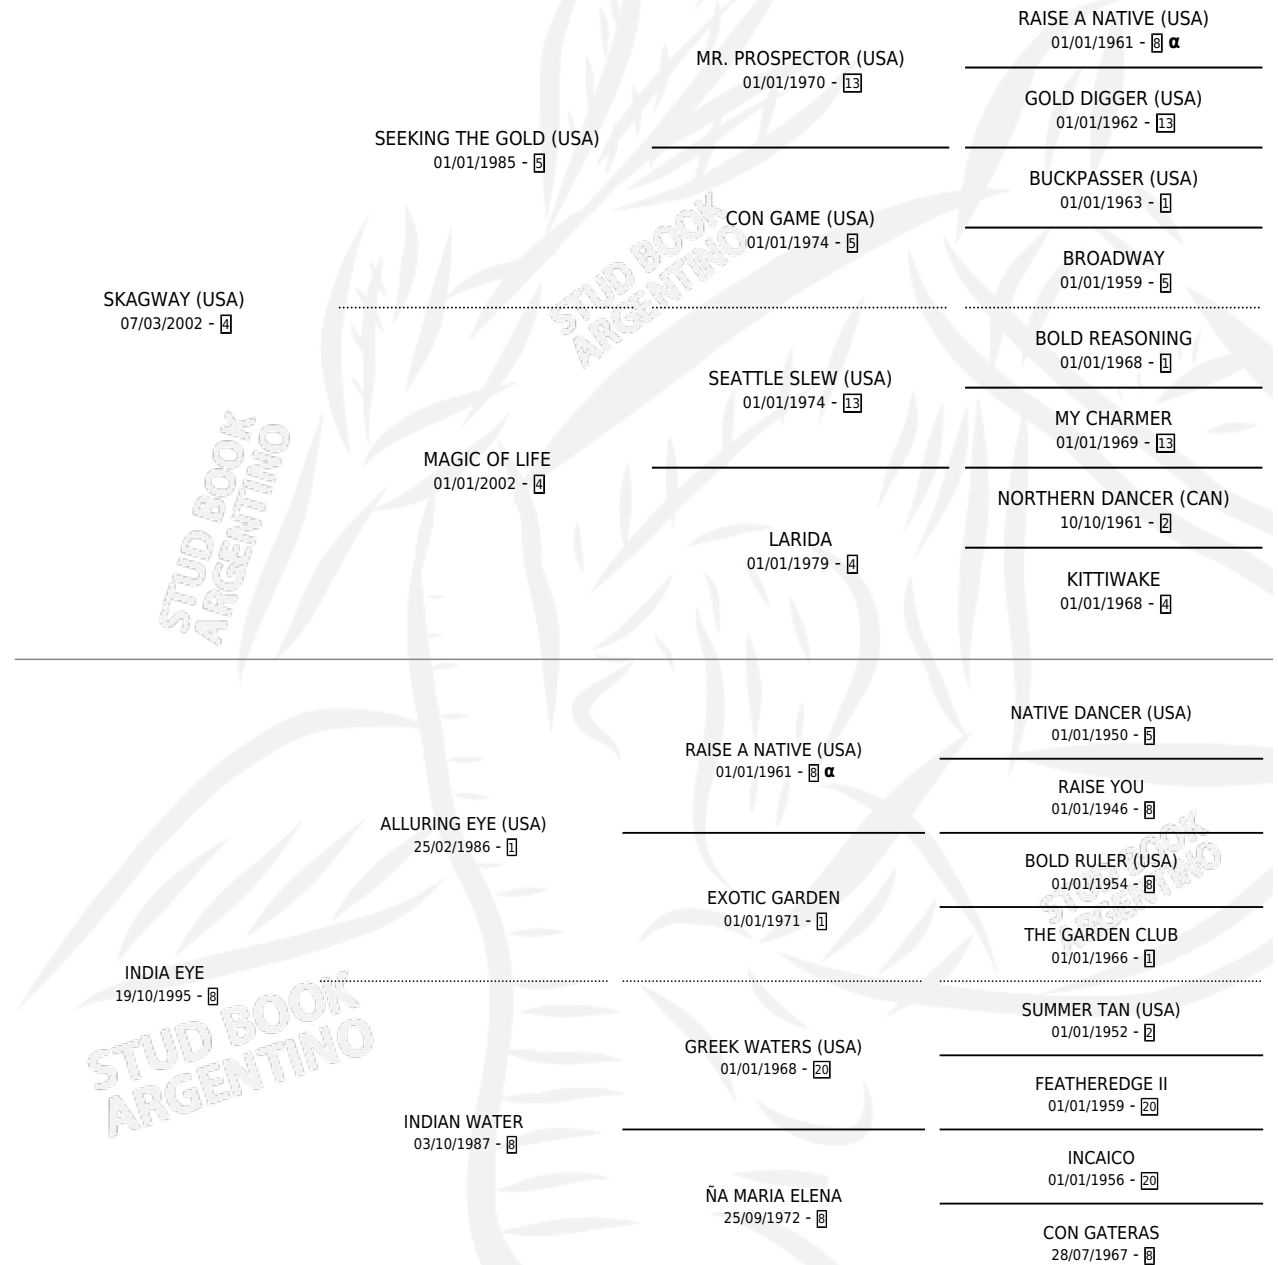 RAISE A NATIVE (USA)
01/01/1961 - 8 α
MR. PROSPECTOR (USA)
01/01/1970 - 13
GOLD DIGGER (USA)
01/01/1962 - 13
SEEKING THE GOLD (USA)
01/01/1985 - 5
BUCKPASSER (USA)
01/01/1963 - 1
CON GAME (USA)
01/01/1974 - 5
BROADWAY
01/01/1959 - 5
STUD BOOK
ARGENTINO
SKAGWAY (USA)
07/03/2002 - 4
BOLD REASONING
01/01/1968 - 1
SEATTLE SLEW (USA)
01/01/1974 - 13
MY CHARMER
01/01/1969 - 13
MAGIC OF LIFE
01/01/2002 - 4
NORTHERN DANCER (CAN)
10/10/1961 - 2
LARIDA
01/01/1979 - 4
KITTIWAKE
01/01/1968 - 4
STUD BOOK
ARGENTINO
NATIVE DANCER (USA)
01/01/1950 - 5
RAISE A NATIVE (USA)
01/01/1961 - 8 α
RAISE YOU
01/01/1946 - 8
ALLURING EYE (USA)
25/02/1986 - 1
BOLD RULER (USA)
01/01/1954 - 8
EXOTIC GARDEN
01/01/1971 - 1
THE GARDEN CLUB
01/01/1966 - 1
STUD BOOK
ARGENTINO
INDIA EYE
19/10/1995 - 8
SUMMER TAN (USA)
01/01/1952 - 2
GREEK WATERS (USA)
01/01/1968 - 20
FEATHEREDGE II
01/01/1959 - 20
STUD BOOK
ARGENTINO
INDIAN WATER
03/10/1987 - 8
INCAICO
01/01/1956 - 20
ÑA MARIA ELENA
25/09/1972 - 8
CON GATERAS
28/07/1967 - 8